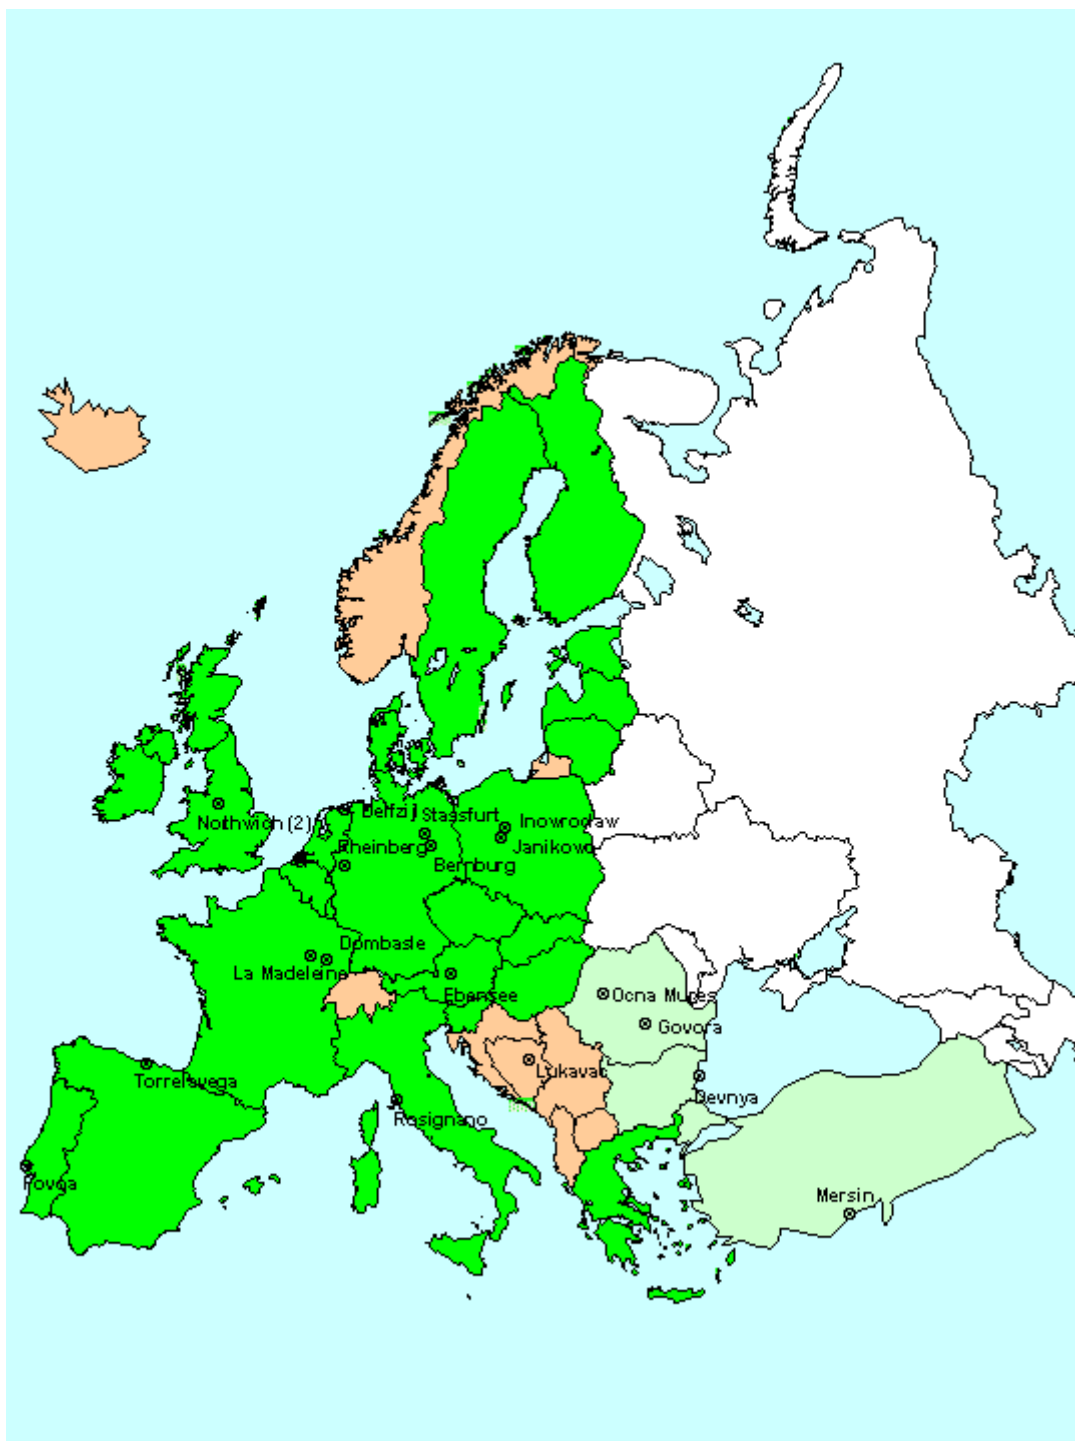 Delfzijl
Stassfurt
Nothwich (2)
Inowroclaw
Rheinberg
Janikowo
Bernburg
Dombasle
La Madeleine
Ebensee
Ocna Mures
Govora
Lukavac
Torrelavega
Devnya
Rosignano
Povoa
Mersin